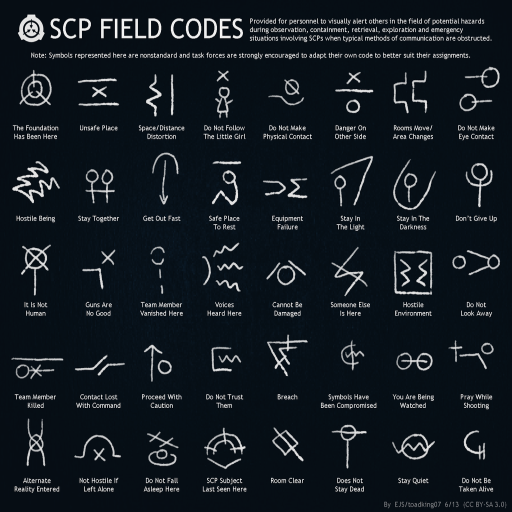 SCP FIELD CODES
Provided for personnel to visually alert others in the field of potential hazards
during observation, containment, retrieval, exploration and emergency
situations involving SCPs when typical methods of communication are obstructed.
Note: Symbols represented here are nonstandard and task forces are strongly encouraged to adapt their own code to better suit their assignments.
The Foundation
Has Been Here
Unsafe Place
Space/Distance
Distortion
Do Not Follow
The Little Girl
Do Not Make
Physical Contact
Danger On
Other Side
Rooms Move/
Area Changes
Do Not Make
Eye Contact
Hostile Being
Stay Together
Get Out Fast
Safe Place
To Rest
Equipment
Failure
Stay In
The Light
Stay In The
Darkness
Don't Give Up
It Is Not
Human
Guns Are
No Good
Team Member
Vanished Here
Voices
Heard Here
Cannot Be
Damaged
Someone Else
Is Here
Hostile
Environment
Do Not
Look Away
Team Member
Killed
Contact Lost
With Command
Proceed With
Caution
Do Not Trust
Them
Breach
Symbols Have
Been Compromised
You Are Being
Watched
Pray While
Shooting
Alternate
Reality Entered
Not Hostile If
Left Alone
Do Not Fall
Asleep Here
SCP Subject
Last Seen Here
Room Clear
Does Not
Stay Dead
Stay Quiet
Do Not Be
Taken Alive
By EJS/toadking07 6/13 (CC BY-SA 3.0)